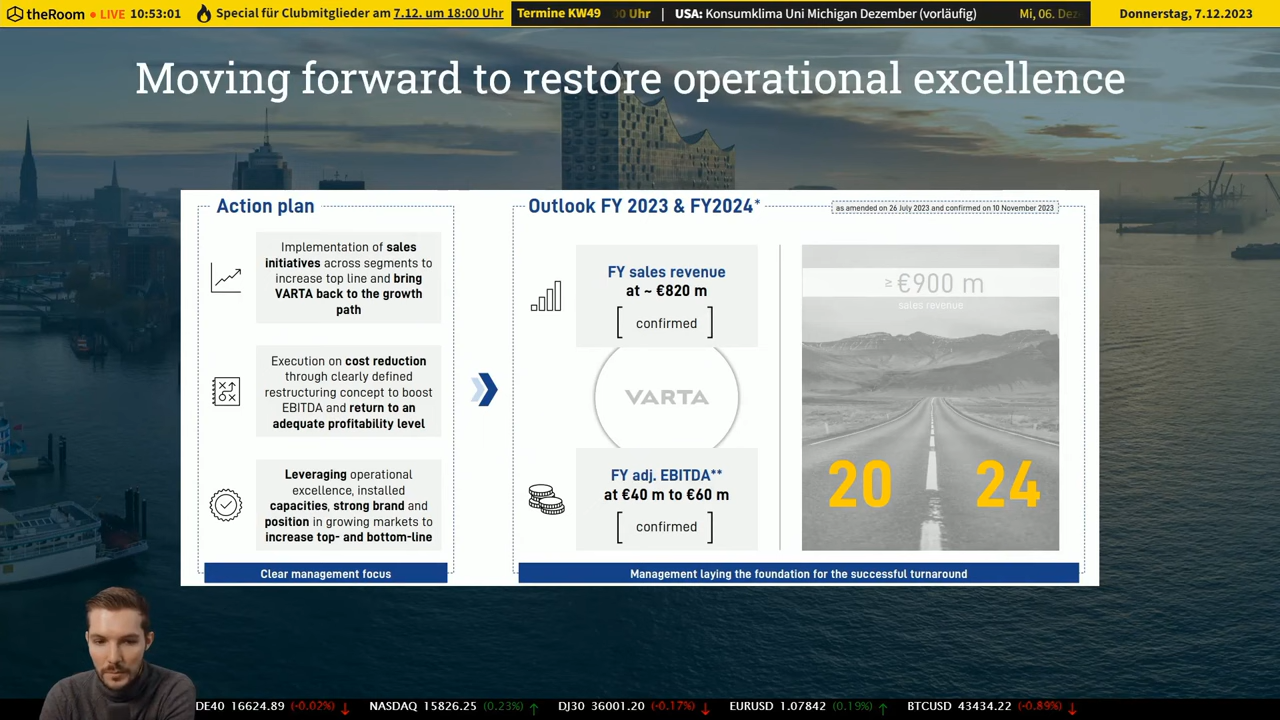 theRoom • LIVE 10:53:01
Special für Clubmitglieder am 7.12. um 18:00 Uhr
Termine KW49
00 Uhr | USA: Konsumklima Uni Michigan Dezember (vorläufig) Mi, 06. Dez
Donnerstag, 7.12.2023
Moving forward to restore operational excellence
Action plan
Implementation of sales
initiatives across segments to
increase top line and bring
VARTA back to the growth
path
Execution on cost reduction
through clearly defined
restructuring concept to boost
EBITDA and return to an
adequate profitability level
Leveraging operational
excellence, installed
capacities, strong brand and
position in growing markets to
increase top- and bottom-line
Clear management focus
Outlook FY 2023 & FY2024*
as amended on 26 July 2023 and confirmed on 10 November 2023
FY sales revenue
at ~ €820 m
confirmed
VARTA
FY adj. EBITDA**
at €40 m to €60 m
confirmed
≥ €900 m
sales revenue
20 24
Management laying the foundation for the successful turnaround
DE40 16624.89 (-0.02%) ↓ NASDAQ 15826.25 (0.23%) ↑ DJ30 36001.20 (-0.17%) ↓ EURUSD 1.07842 (0.19%) ↑ BTCUSD 43434.22 (-0.89%) ↓